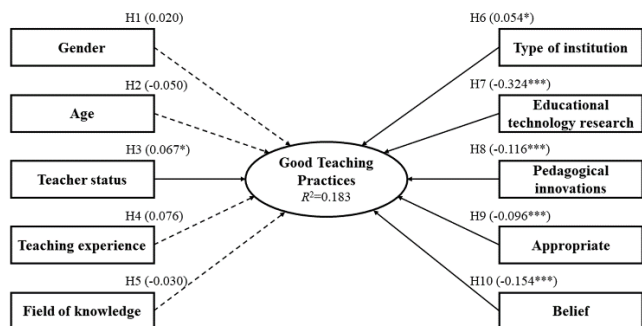 H1 (0.020)
Gender
H2 (-0.050)
Age
H3 (0.067*)
Teacher status
H4 (0.076)
Teaching experience
H5 (-0.030)
Field of knowledge
Good Teaching
Practices
R²=0.183
H6 (0.054*)
Type of institution
H7 (-0.324***)
Educational
technology research
H8 (-0.116***)
Pedagogical
innovations
H9 (-0.096***)
Appropriate
H10 (-0.154***)
Belief